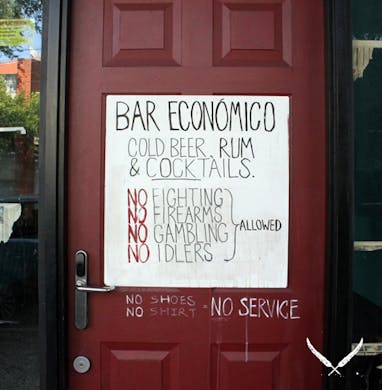 BAR ECONÓMICO
COLD BEER, RUM
& COCKTAILS.
NO FIGHTING
NO FIREARMS
NO GAMBLING
NO IDLERS
ALLOWED
NO SHOES
NO SHIRT = NO SERVICE